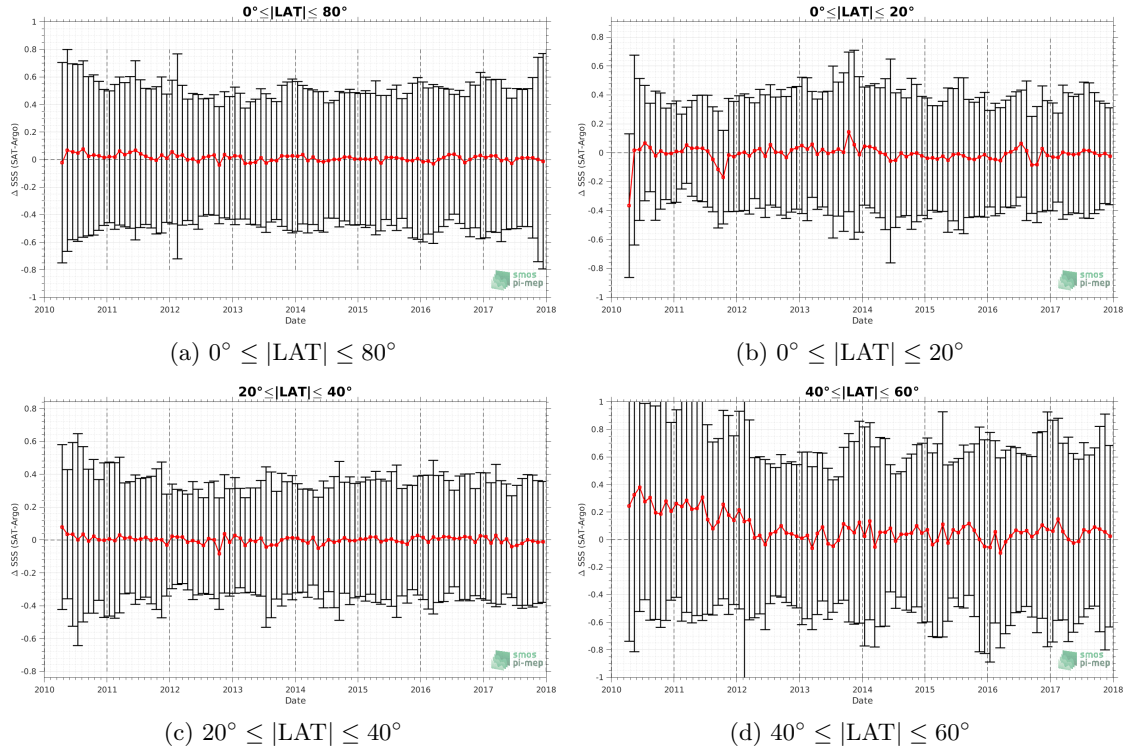 0°≤|LAT|≤ 80°
1
0.8
0.6
0.4
0.2
0
-0.2
-0.4
-0.6
-0.8
-1
Δ SSS (SAT-Argo)
2010 2011 2012 2013 2014 2015 2016 2017 2018
Date
smos
pi-mep
(a) 0° ≤ |LAT| ≤ 80°
0°≤|LAT|≤ 20°
0.8
0.6
0.4
0.2
0
-0.2
-0.4
-0.6
-0.8
-1
Δ SSS (SAT-Argo)
2010 2011 2012 2013 2014 2015 2016 2017 2018
Date
smos
pi-mep
(b) 0° ≤ |LAT| ≤ 20°
20°≤|LAT|≤ 40°
0.8
0.6
0.4
0.2
0
-0.2
-0.4
-0.6
-0.8
Δ SSS (SAT-Argo)
2010 2011 2012 2013 2014 2015 2016 2017 2018
Date
smos
pi-mep
(c) 20° ≤ |LAT| ≤ 40°
40°≤|LAT|≤ 60°
1
0.8
0.6
0.4
0.2
0
-0.2
-0.4
-0.6
-0.8
-1
Δ SSS (SAT-Argo)
2010 2011 2012 2013 2014 2015 2016 2017 2018
Date
smos
pi-mep
(d) 40° ≤ |LAT| ≤ 60°